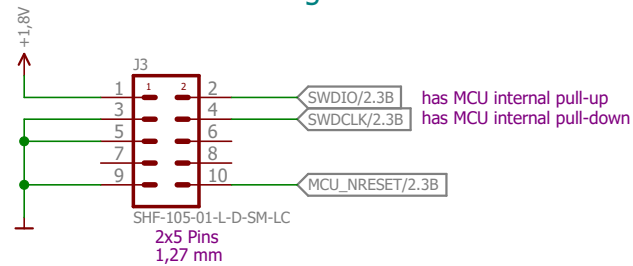 +1,8V
J3
1 1 2 2
3 4
5 6
7 8
9 10
SWDIO/2.3B has MCU internal pull-up
SWDCLK/2.3B has MCU internal pull-down
MCU_NRESET/2.3B
SHF-105-01-L-D-SM-LC
2x5 Pins
1,27 mm